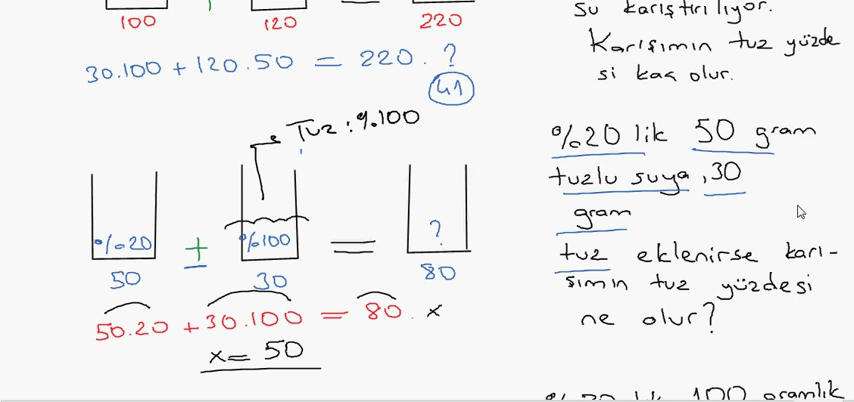 su karıştırılıyor.
Karışımın tuz yüzde
si kaç olur.
100 + 120 = 220
30.100 + 120.50 = 220 . ?
41
Tuz : %100
%20 lik 50 gram
tuzlu suya, 30
gram
tuz eklenirse karı-
şımın tuz yüzdesi
ne olur?
%20 + %100 = ?
50 30 80
50.20 + 30.100 = 80 . x
x = 50
100 gramlık